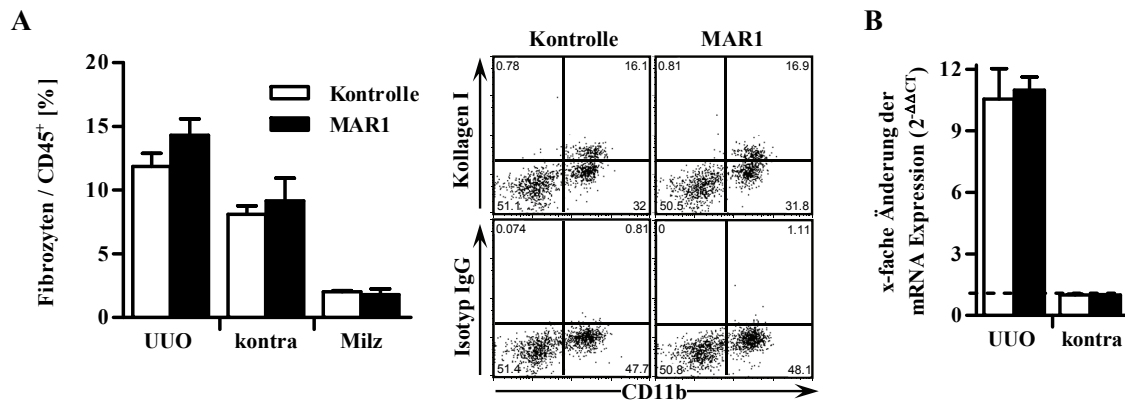 A
Fibrozyten / CD45⁺ [%]
20
15
10
5
0
UUO kontra Milz
Kontrolle
MAR1
Kontrolle MAR1
Kollagen I
0.78 16.1 0.81 16.9
51.1 32 50.5 31.8
Isotyp IgG
0.074 0.81 0 1.11
51.4 47.7 50.8 48.1
CD11b
B
x-fache Änderung der
mRNA Expression (2⁻ΔΔCT)
12
9
6
3
0
UUO kontra